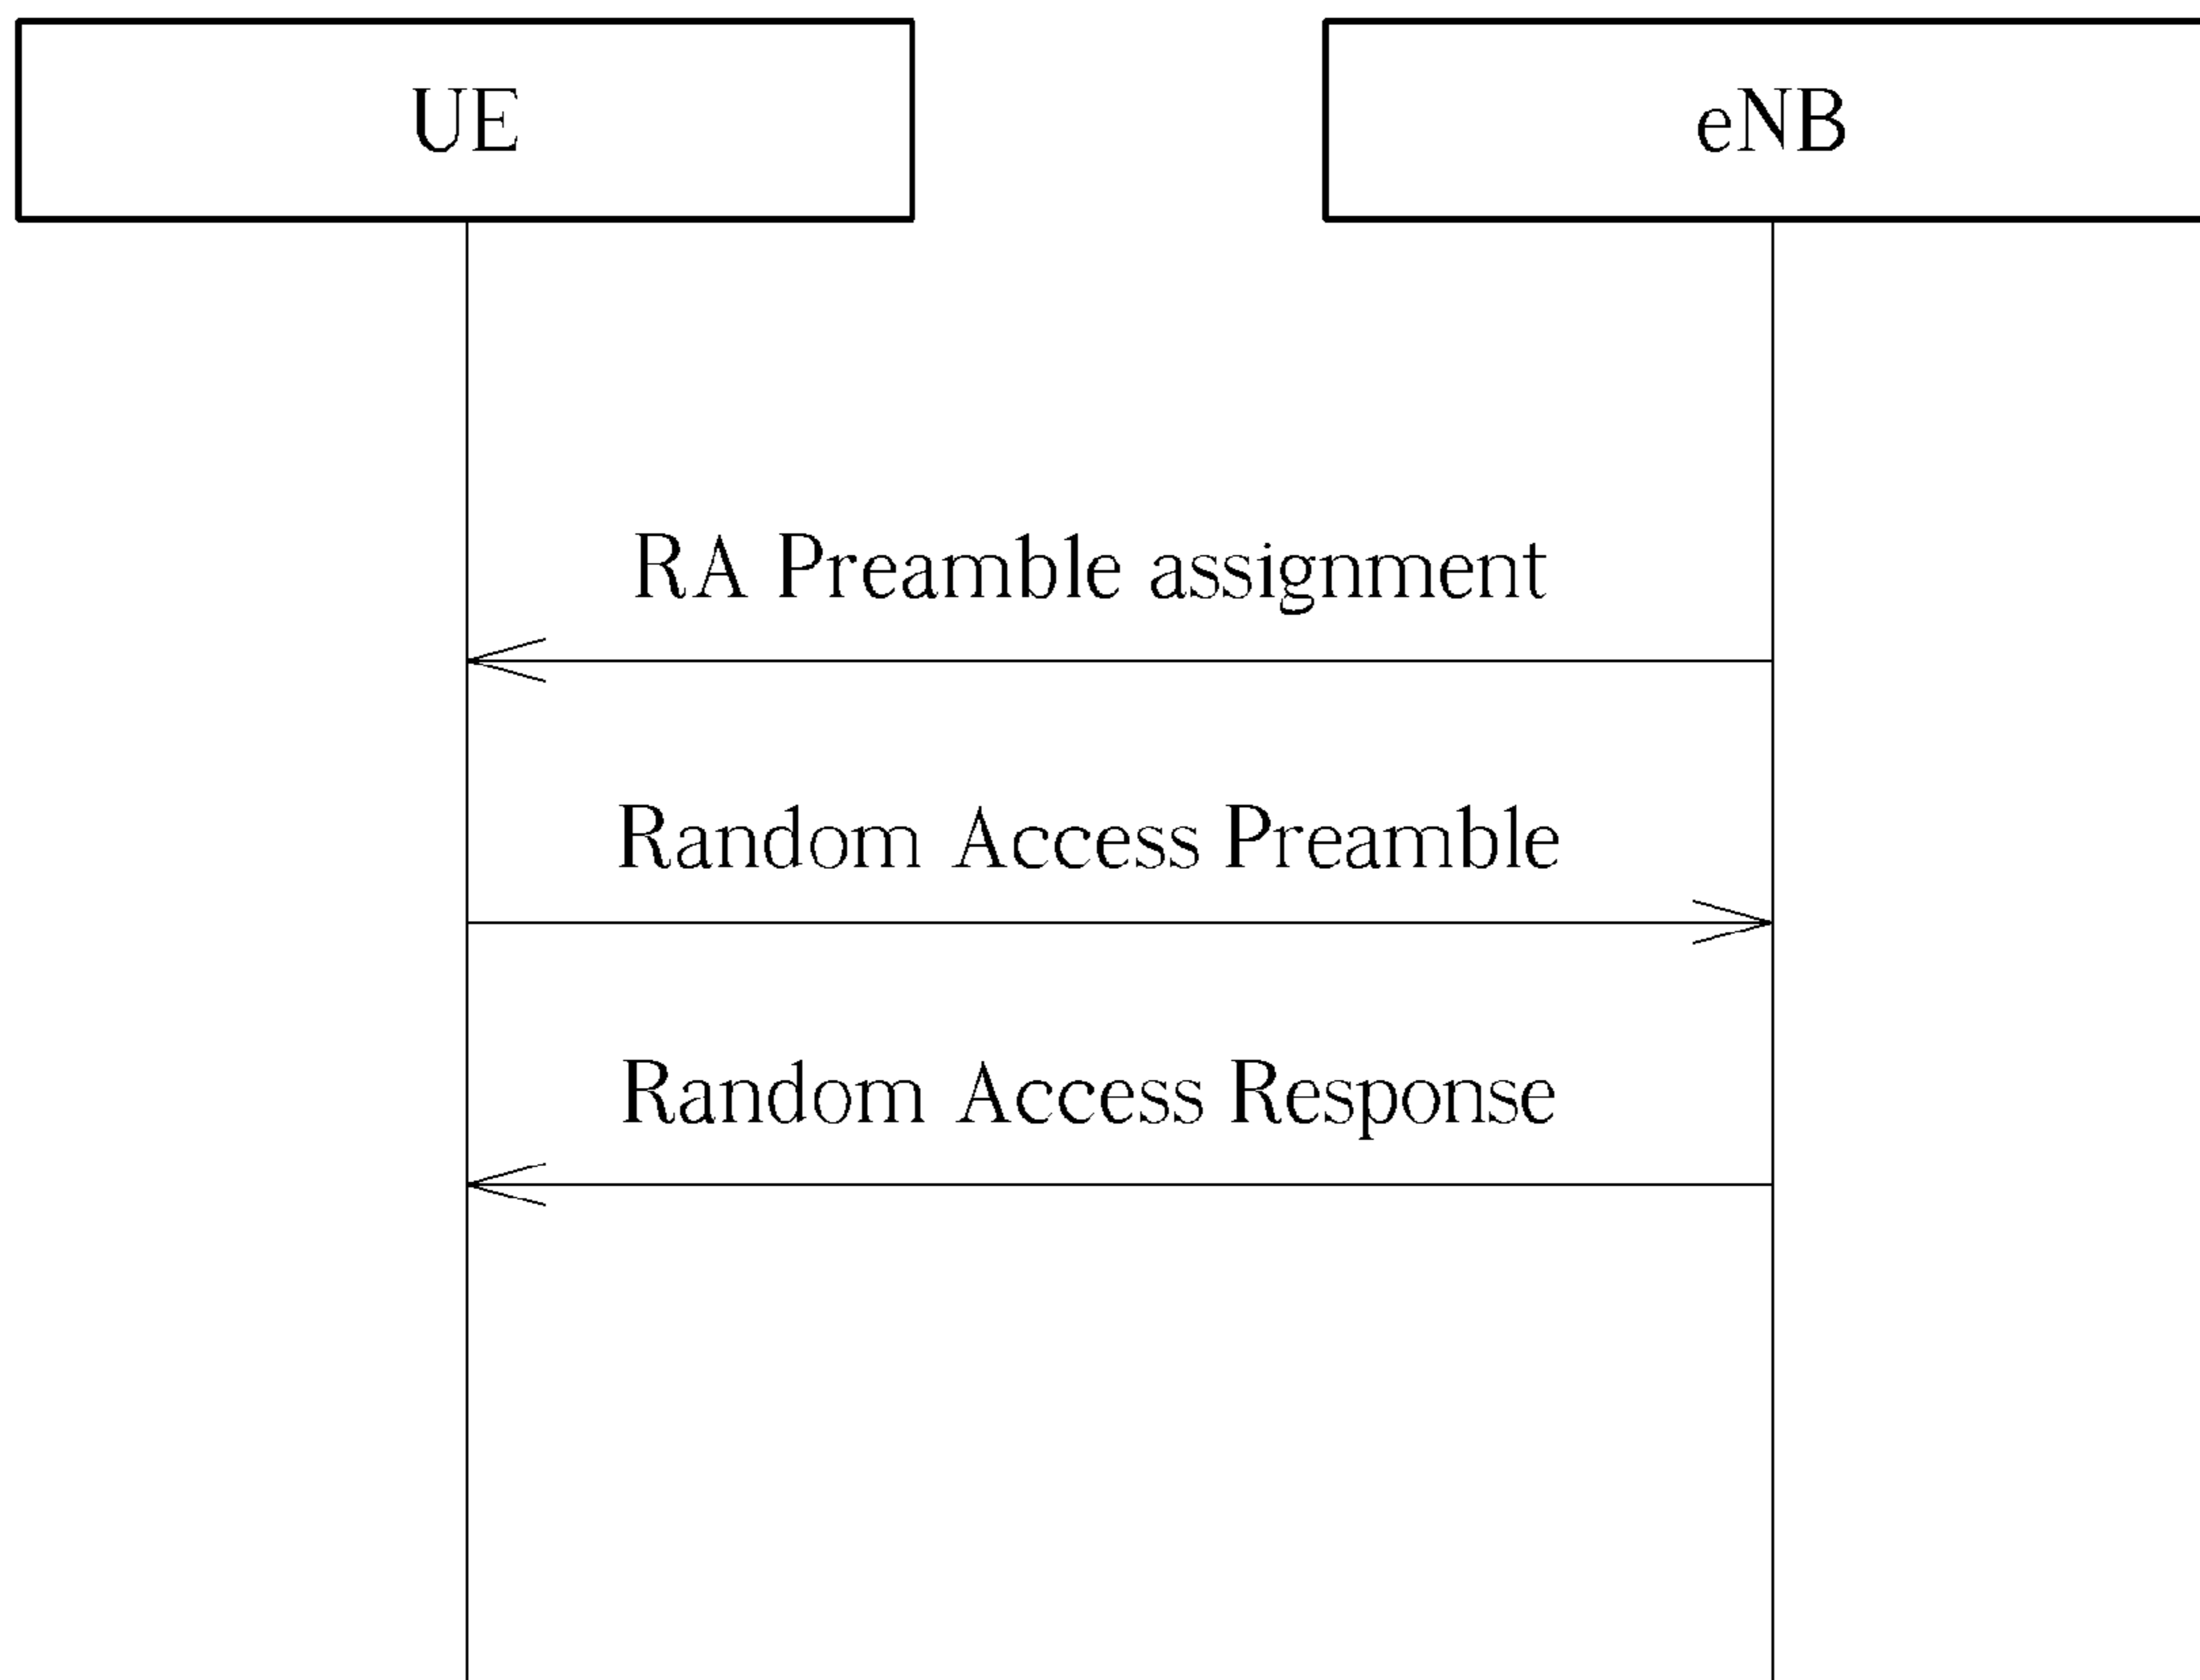 UE
eNB
RA Preamble assignment
Random Access Preamble
Random Access Response